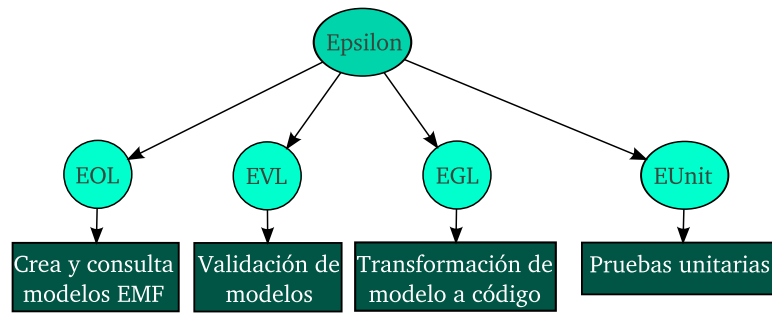 Epsilon
EOL
EVL
EGL
EUnit
Crea y consulta
modelos EMF
Validación de
modelos
Transformación de
modelo a código
Pruebas unitarias